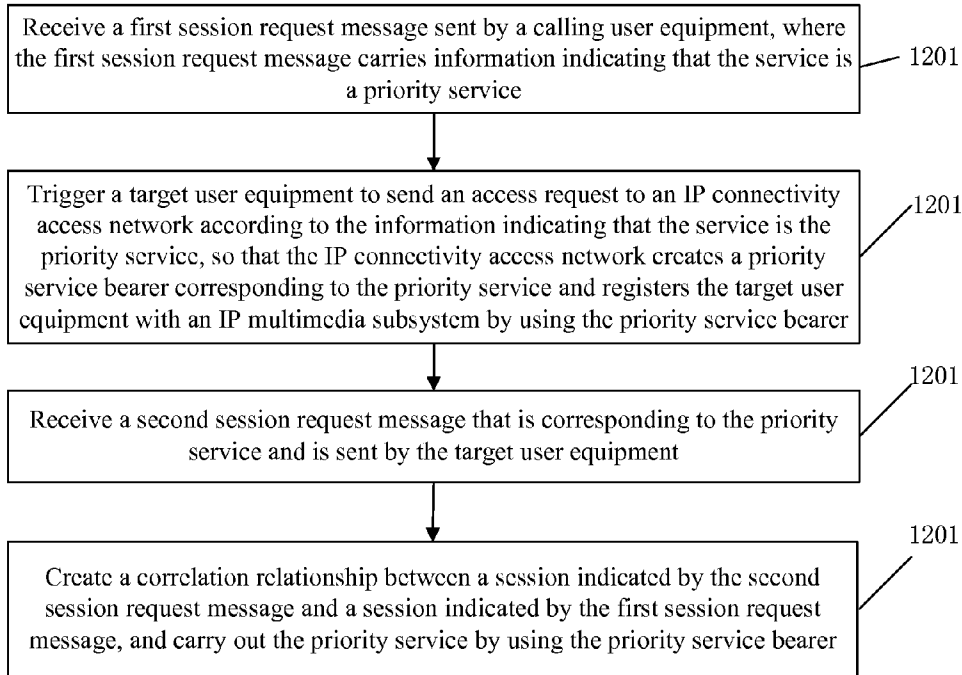 Receive a first session request message sent by a calling user equipment, where
the first session request message carries information indicating that the service is
a priority service
1201
Trigger a target user equipment to send an access request to an IP connectivity
access network according to the information indicating that the service is the
priority service, so that the IP connectivity access network creates a priority
service bearer corresponding to the priority service and registers the target user
equipment with an IP multimedia subsystem by using the priority service bearer
1201
Receive a second session request message that is corresponding to the priority
service and is sent by the target user equipment
1201
Create a correlation relationship between a session indicated by the second
session request message and a session indicated by the first session request
message, and carry out the priority service by using the priority service bearer
1201